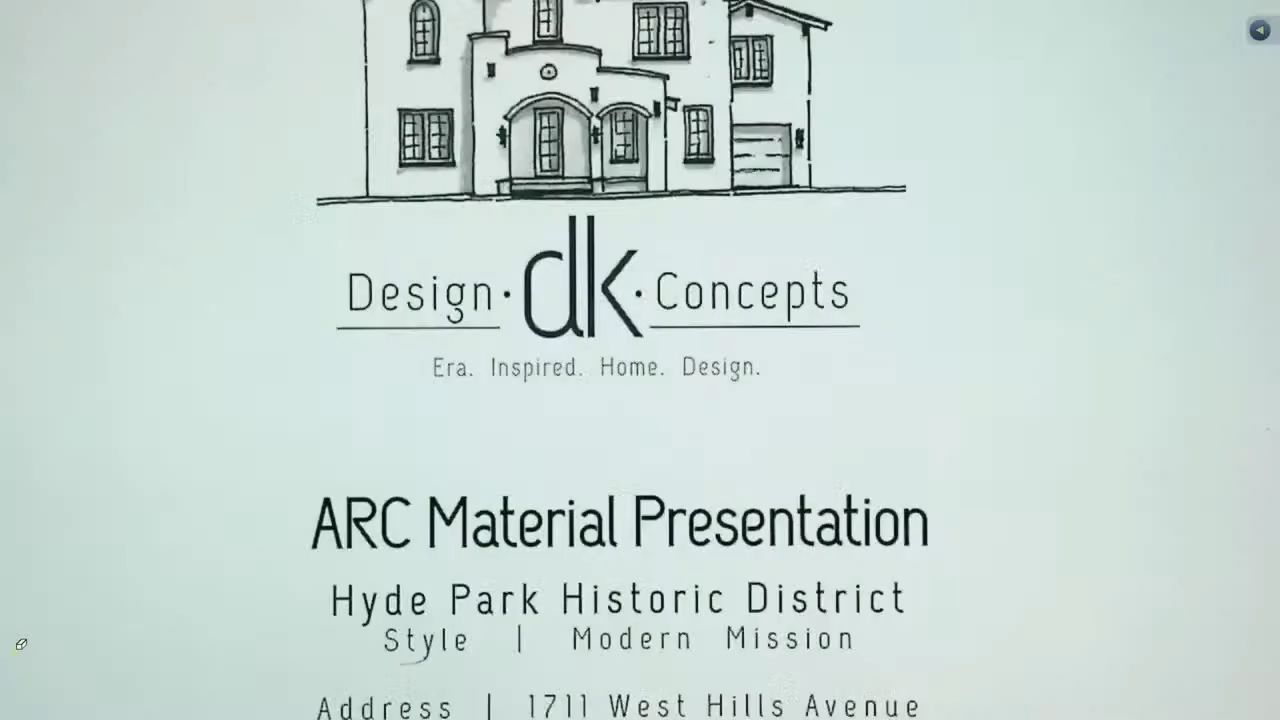 Design · dk · Concepts
Era. Inspired. Home. Design.
ARC Material Presentation
Hyde Park Historic District
Style | Modern Mission
Address | 1711 West Hills Avenue